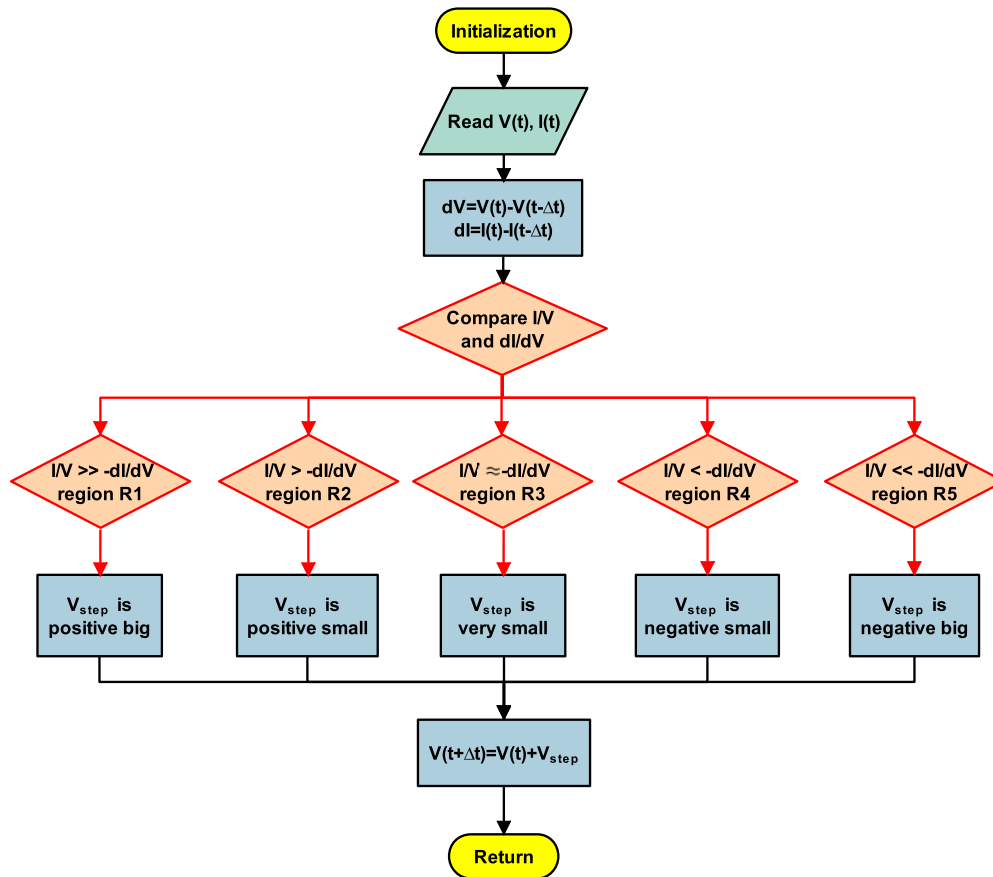 Initialization
Read V(t), I(t)
dV=V(t)-V(t-Δt)
dI=I(t)-I(t-Δt)
Compare I/V
and dI/dV
I/V >> -dI/dV
region R1
I/V > -dI/dV
region R2
I/V ≈-dI/dV
region R3
I/V < -dI/dV
region R4
I/V << -dI/dV
region R5
Vstep is
positive big
Vstep is
positive small
Vstep is
very small
Vstep is
negative small
Vstep is
negative big
V(t+Δt)=V(t)+Vstep
Return